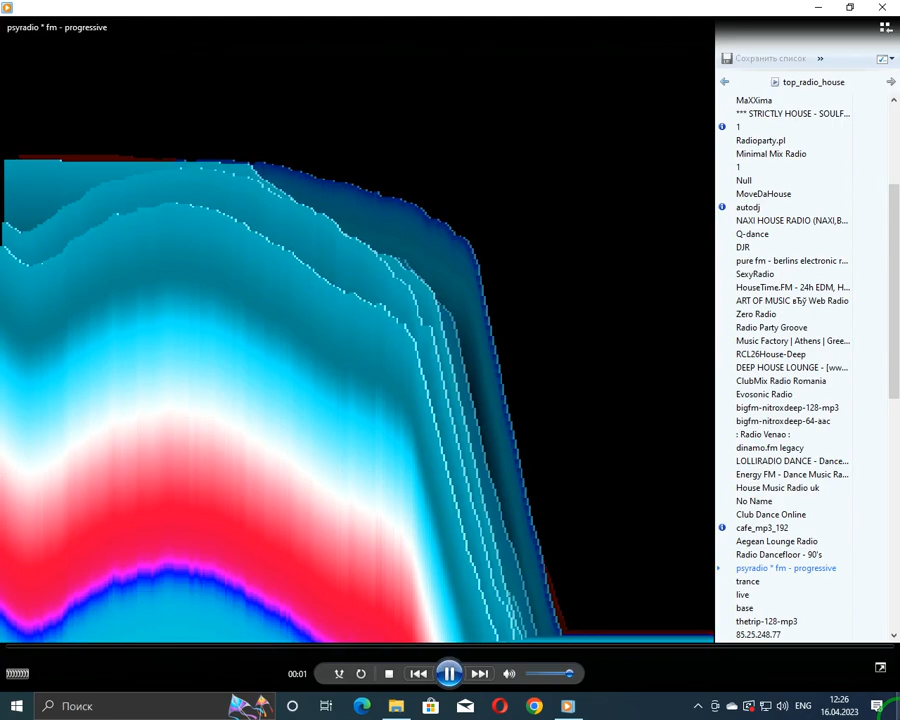 psyradio * fm - progressive
Сохранить список »
top_radio_house
MaXXima
*** STRICTLY HOUSE - SOULF...
1
Radioparty.pl
Minimal Mix Radio
1
Null
MoveDaHouse
autodj
NAXI HOUSE RADIO (NAXI,B...
Q-dance
DJR
pure fm - berlins electronic r...
SexyRadio
HouseTime.FM - 24h EDM, H...
ART OF MUSIC вЂў Web Radio
Zero Radio
Radio Party Groove
Music Factory | Athens | Gree...
RCL26House-Deep
DEEP HOUSE LOUNGE - [ww...
ClubMix Radio Romania
Evosonic Radio
bigfm-nitroxdeep-128-mp3
bigfm-nitroxdeep-64-aac
: Radio Venao :
dinamo.fm legacy
LOLLIRADIO DANCE - Dance...
Energy FM - Dance Music Ra...
House Music Radio uk
No Name
Club Dance Online
cafe_mp3_192
Aegean Lounge Radio
Radio Dancefloor - 90's
psyradio * fm - progressive
trance
live
base
thetrip-128-mp3
85.25.248.77
00:01
Поиск
ENG
12:26
16.04.2023